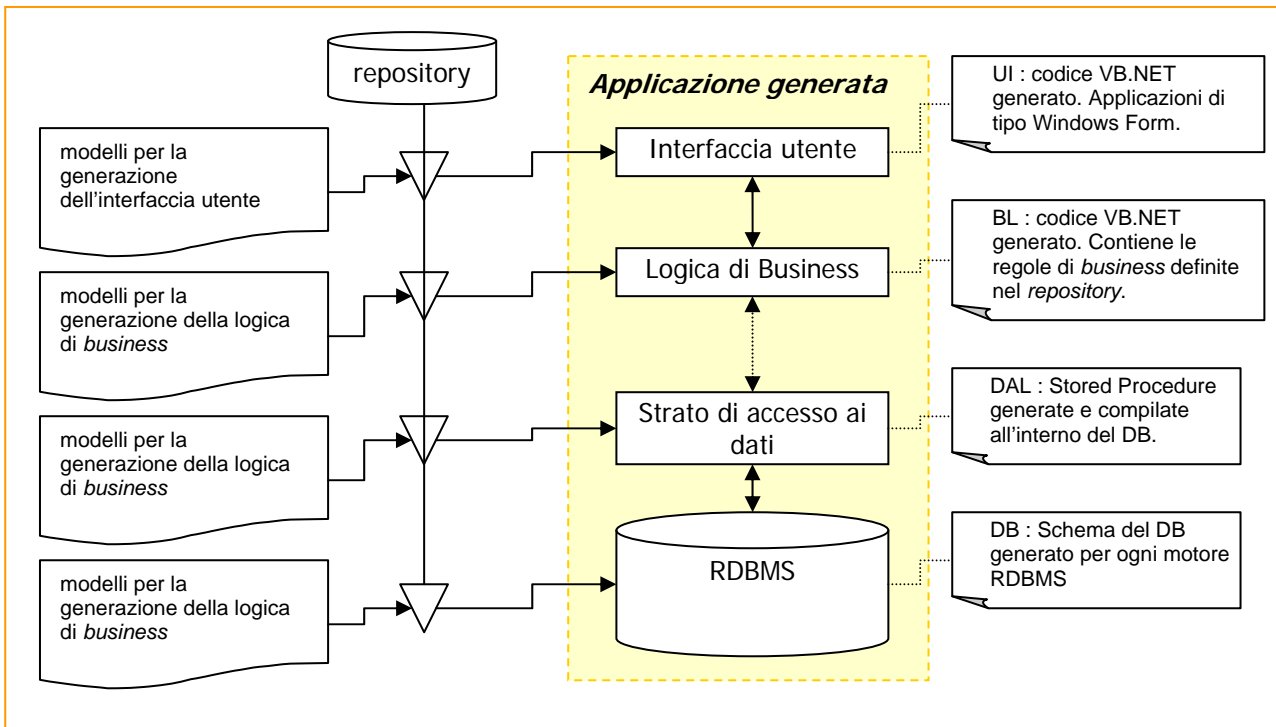 repository
Applicazione generata
UI : codice VB.NET
generato. Applicazioni di
tipo Windows Form.
modelli per la
generazione
dell'interfaccia utente
Interfaccia utente
BL : codice VB.NET
generato. Contiene le
regole di business definite
nel repository.
modelli per la
generazione della logica
di business
Logica di Business
DAL : Stored Procedure
generate e compilate
all'interno del DB.
modelli per la
generazione della logica
di business
Strato di accesso ai
dati
DB : Schema del DB
generato per ogni motore
RDBMS
modelli per la
generazione della logica
di business
RDBMS